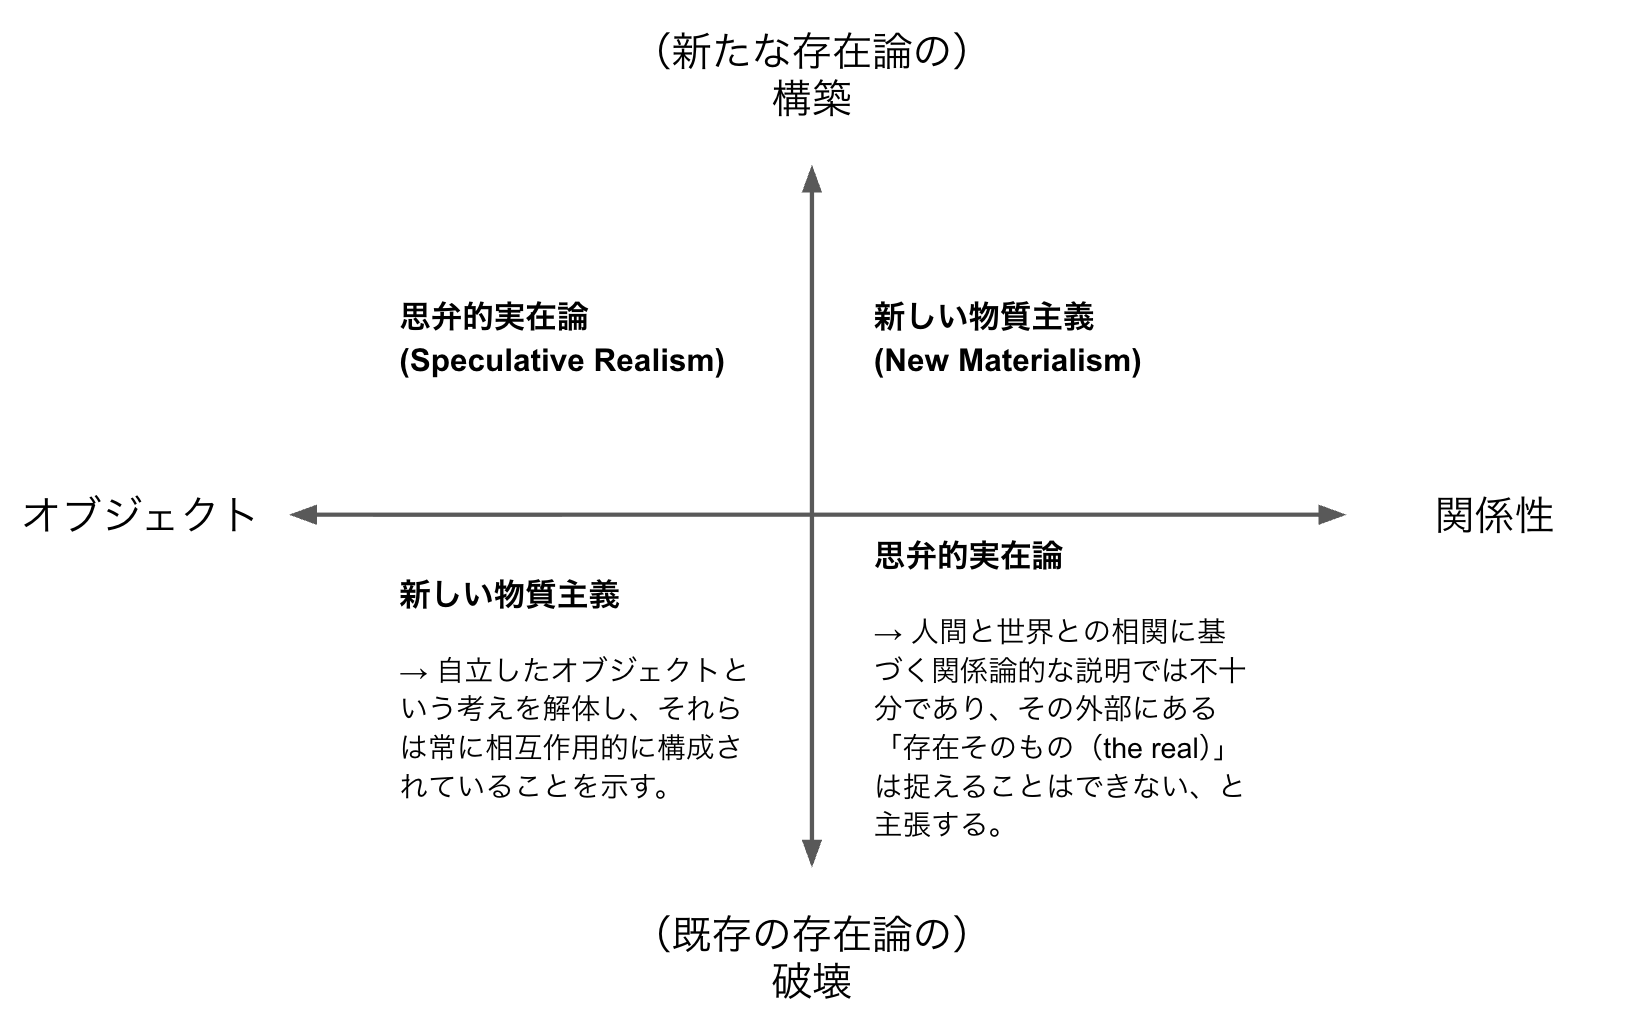 （新たな存在論の）
構築
思弁的実在論
(Speculative Realism)
新しい物質主義
(New Materialism)
オブジェクト
関係性
新しい物質主義
→ 自立したオブジェクトと
いう考えを解体し、それら
は常に相互作用的に構成さ
れていることを示す。
思弁的実在論
→ 人間と世界との相関に基
づく関係論的な説明では不十
分であり、その外部にある
「存在そのもの（the real）」
は捉えることはできない、と
主張する。
（既存の存在論の）
破壊